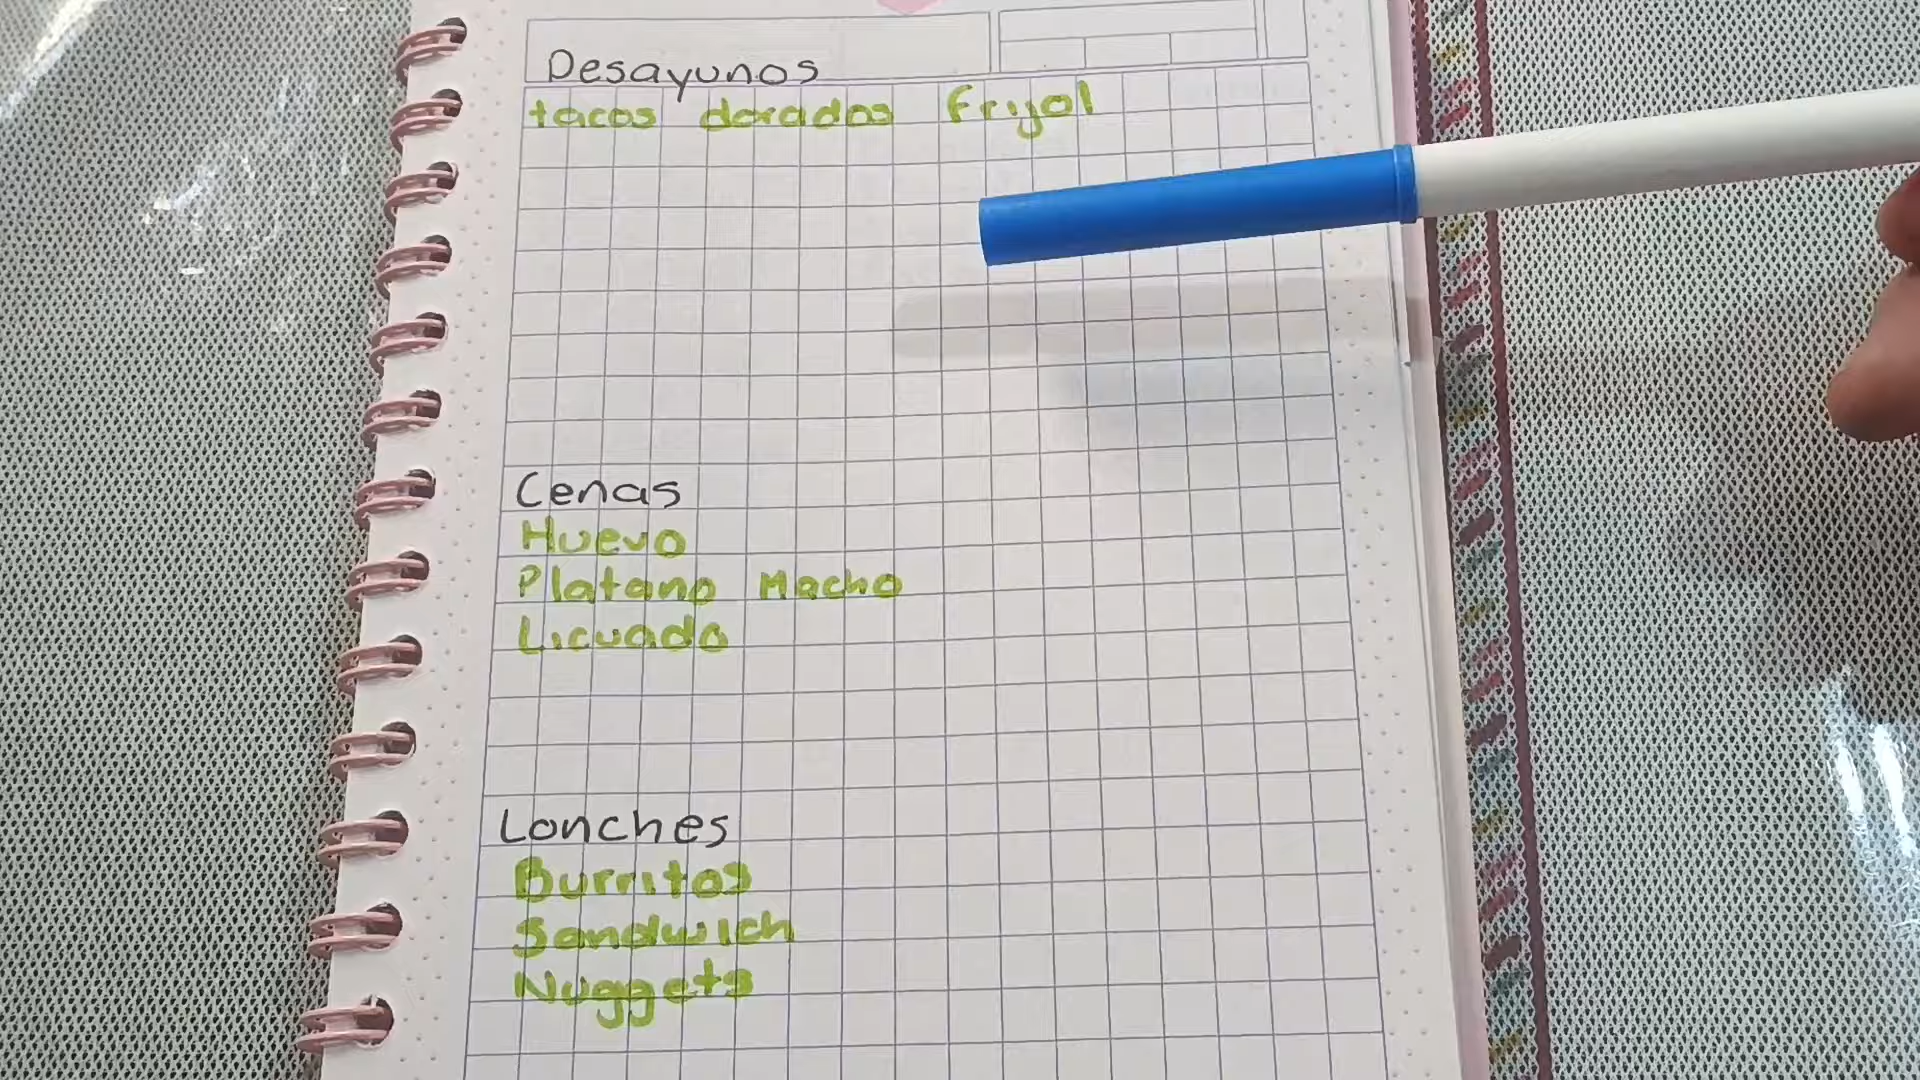 Desayunos
tacos dorados Frijol
Cenas
Huevo
Platano Macho
Licuado
Lonches
Burritos
Sandwich
Nuggets